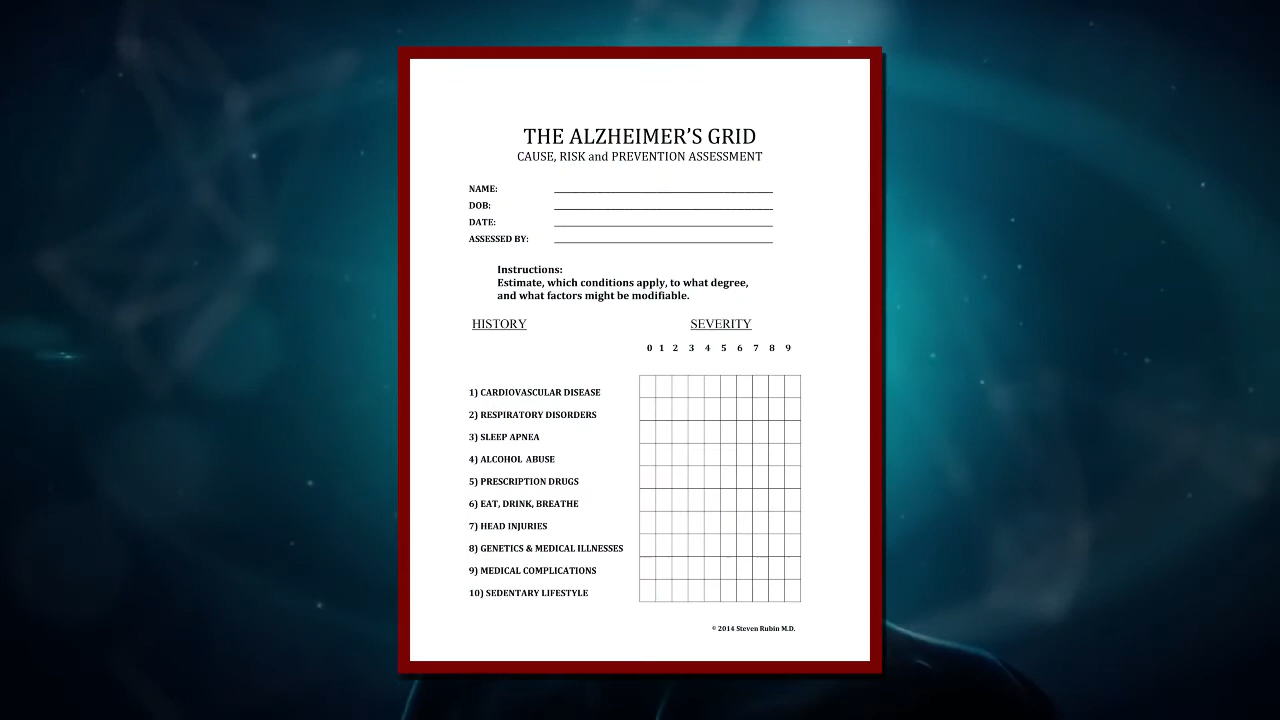 THE ALZHEIMER’S GRID
CAUSE, RISK and PREVENTION ASSESSMENT
NAME:
DOB:
DATE:
ASSESSED BY:
Instructions:
Estimate, which conditions apply, to what degree,
and what factors might be modifiable.
HISTORY SEVERITY
0 1 2 3 4 5 6 7 8 9
1) CARDIOVASCULAR DISEASE
2) RESPIRATORY DISORDERS
3) SLEEP APNEA
4) ALCOHOL ABUSE
5) PRESCRIPTION DRUGS
6) EAT, DRINK, BREATHE
7) HEAD INJURIES
8) GENETICS & MEDICAL ILLNESSES
9) MEDICAL COMPLICATIONS
10) SEDENTARY LIFESTYLE
© 2014 Steven Rubin M.D.